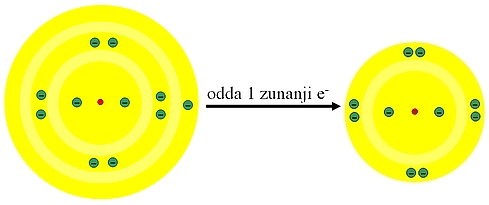 odda 1 zunanji e⁻